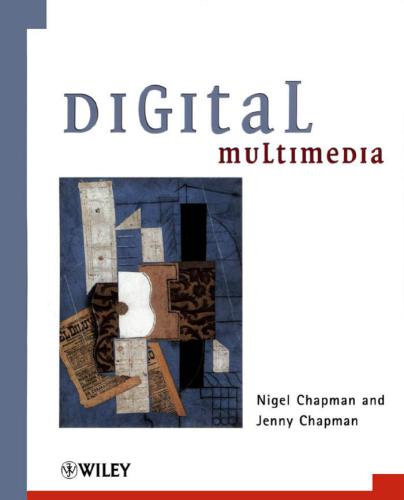 DiGitaL
muLtimeDia
Nigel Chapman and
Jenny Chapman
WILEY